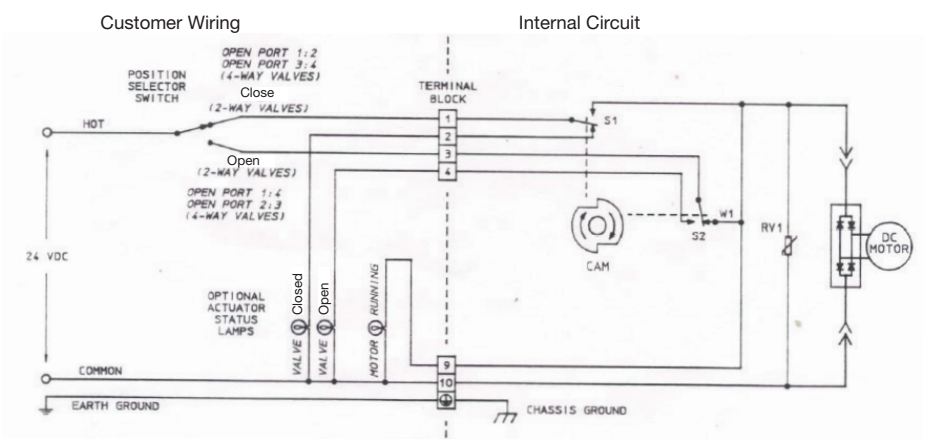 Customer Wiring
Internal Circuit
OPEN PORT 1:2
OPEN PORT 3:4
(4-WAY VALVES)
POSITION
SELECTOR
SWITCH
Close
(2-WAY VALVES)
TERMINAL
BLOCK
HOT
1
S1
2
3
4
Open
(2-WAY VALVES)
OPEN PORT 1:4
OPEN PORT 2:3
(4-WAY VALVES)
W1
S2
RV1
DC
MOTOR
24 VDC
CAM
OPTIONAL
ACTUATOR
STATUS
LAMPS
VALVE Closed
VALVE Open
MOTOR RUNNING
9
COMMON
10
EARTH GROUND
CHASSIS GROUND